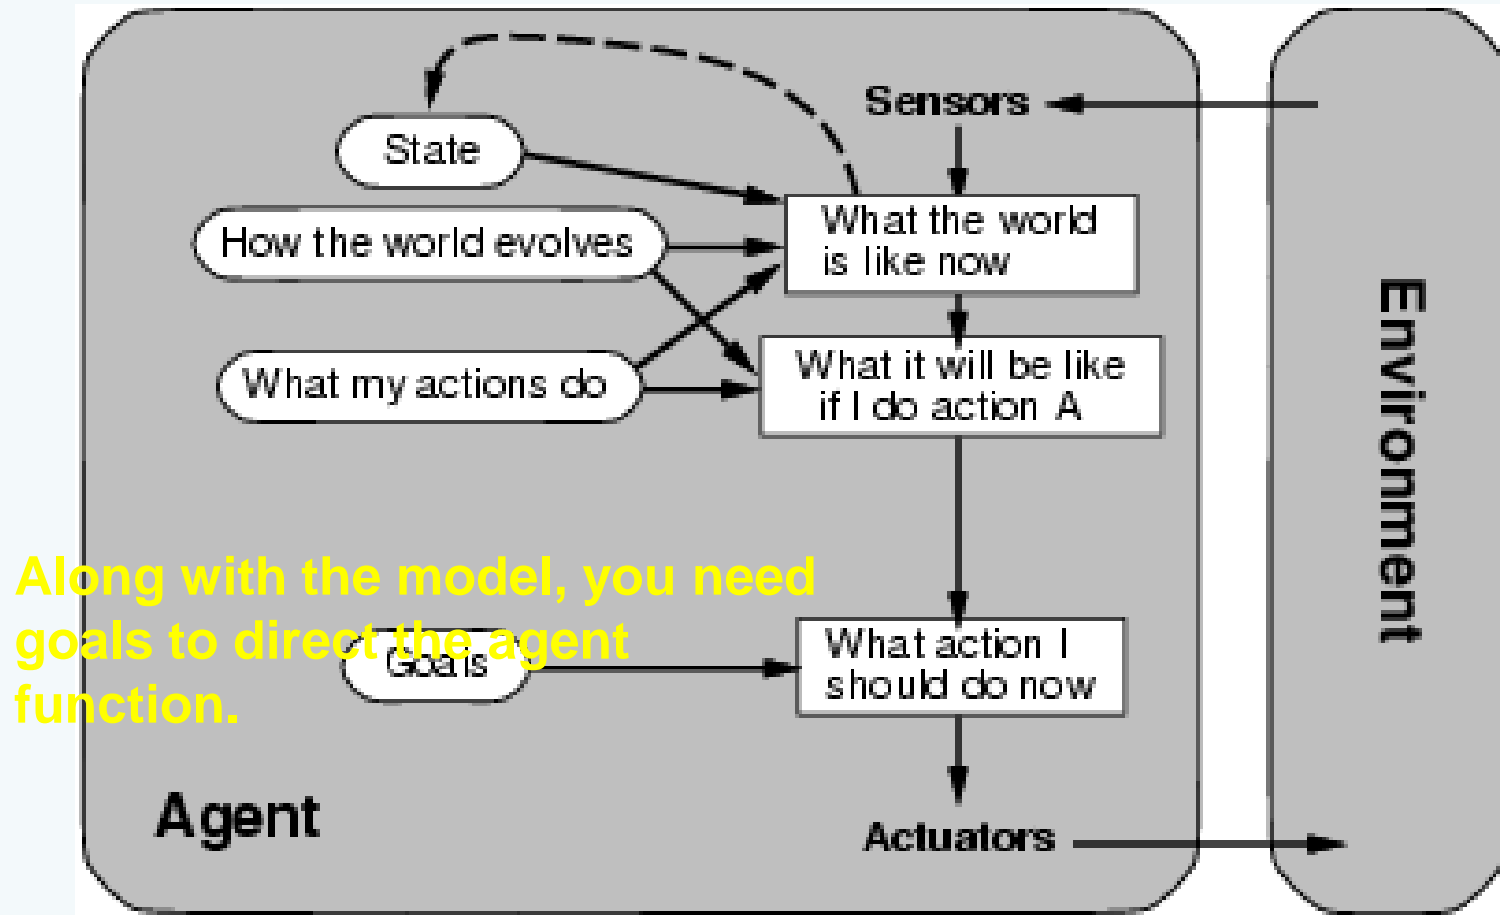 Sensors
State
What the world
is like now
How the world evolves
What my actions do
What it will be like
if I do action A
Along with the model, you need
goals to direct the agent
function.
Goals
What action I
should do now
Agent
Actuators
Environment